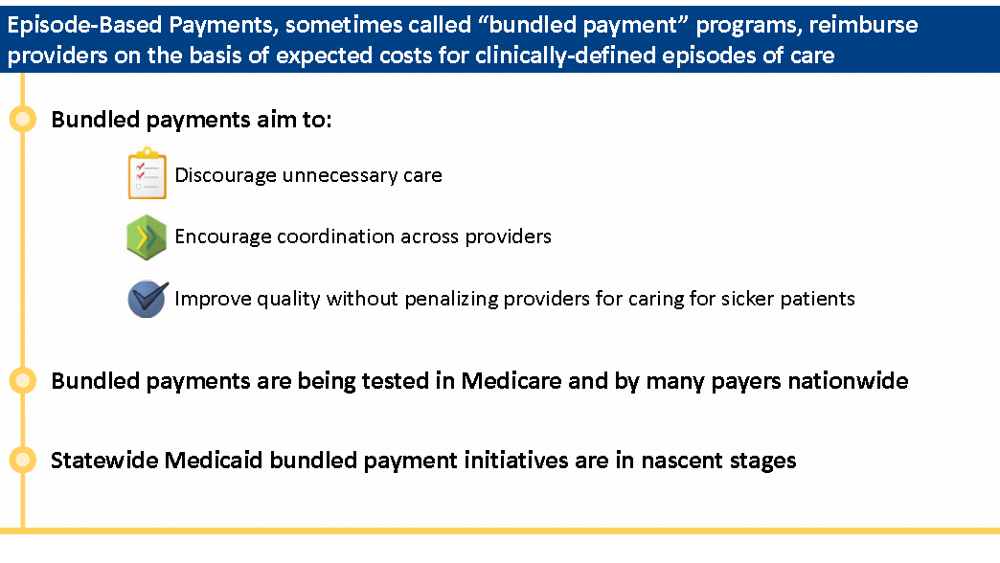 Episode-Based Payments, sometimes called “bundled payment” programs, reimburse
providers on the basis of expected costs for clinically-defined episodes of care
Bundled payments aim to:
Discourage unnecessary care
Encourage coordination across providers
Improve quality without penalizing providers for caring for sicker patients
Bundled payments are being tested in Medicare and by many payers nationwide
Statewide Medicaid bundled payment initiatives are in nascent stages